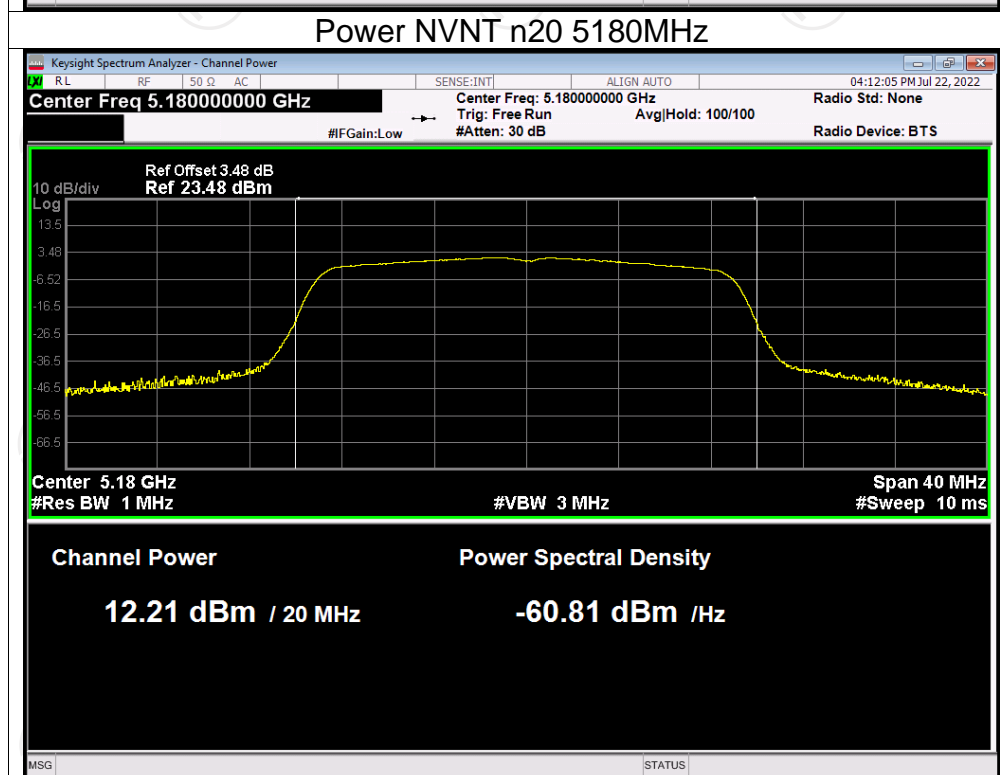 Power NVNT n20 5180MHz
Keysight Spectrum Analyzer - Channel Power
LXI RL RF 50 Ω AC SENSE:INT ALIGN AUTO 04:12:05 PM Jul 22, 2022
Center Freq 5.180000000 GHz Center Freq: 5.180000000 GHz Radio Std: None
Trig: Free Run Avg|Hold: 100/100
#IFGain:Low #Atten: 30 dB Radio Device: BTS
Ref Offset 3.48 dB
10 dB/div Ref 23.48 dBm
Log
13.5
3.48
-6.52
-16.5
-26.5
-36.5
-46.5
-56.5
-66.5
Center 5.18 GHz Span 40 MHz
#Res BW 1 MHz #VBW 3 MHz #Sweep 10 ms
Channel Power Power Spectral Density
12.21 dBm / 20 MHz -60.81 dBm /Hz
MSG STATUS